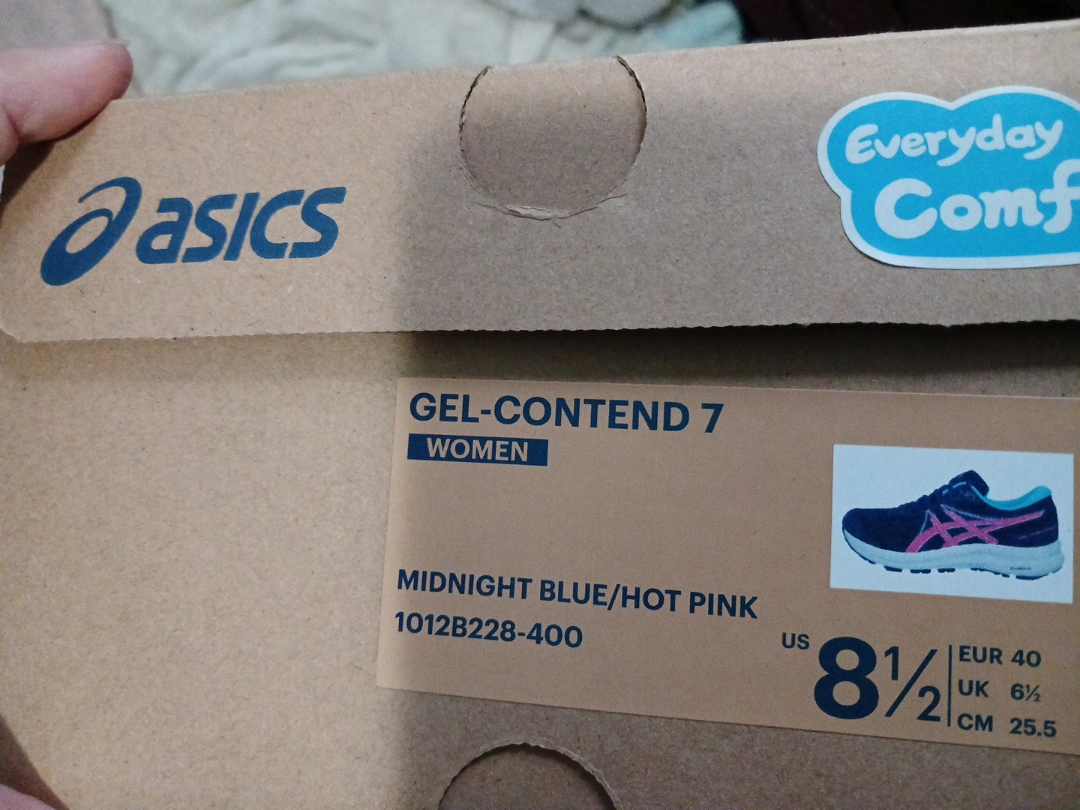 asics
Everyday
Comf
GEL-CONTEND 7
WOMEN
MIDNIGHT BLUE/HOT PINK
1012B228-400
US 8½
EUR 40
UK 6½
CM 25.5